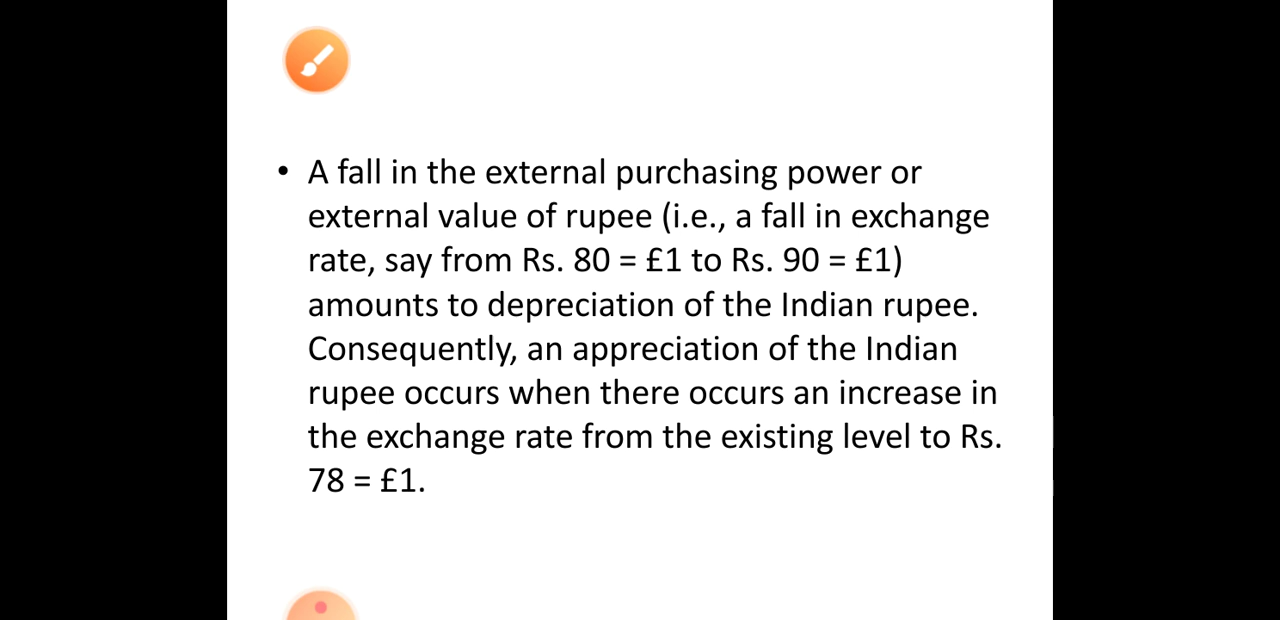 • A fall in the external purchasing power or
external value of rupee (i.e., a fall in exchange
rate, say from Rs. 80 = £1 to Rs. 90 = £1)
amounts to depreciation of the Indian rupee.
Consequently, an appreciation of the Indian
rupee occurs when there occurs an increase in
the exchange rate from the existing level to Rs.
78 = £1.